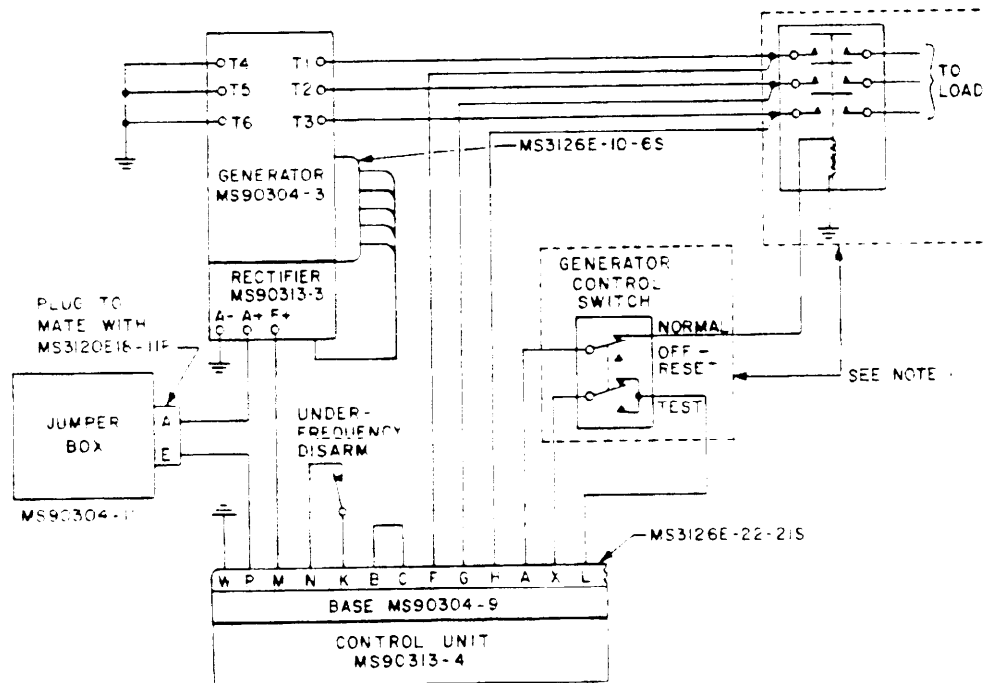 T4
T1
T5
T2
T6
T3
TO
LOAD
MS3126E-10-6S
GENERATOR
MS90304-3
RECTIFIER
MS90313-3
A- A+ F+
PLUG TO
MATE WITH
GENERATOR
CONTROL
SWITCH
NORMAL
OFF-
RESET
TEST
SEE NOTE
JUMPER
BOX
A
E
UNDER-
FREQUENCY
DISARM
MS3126E-22-21S
W P M N K B C F G H A X L
BASE MS90304-9
CONTROL UNIT
MS90313-4